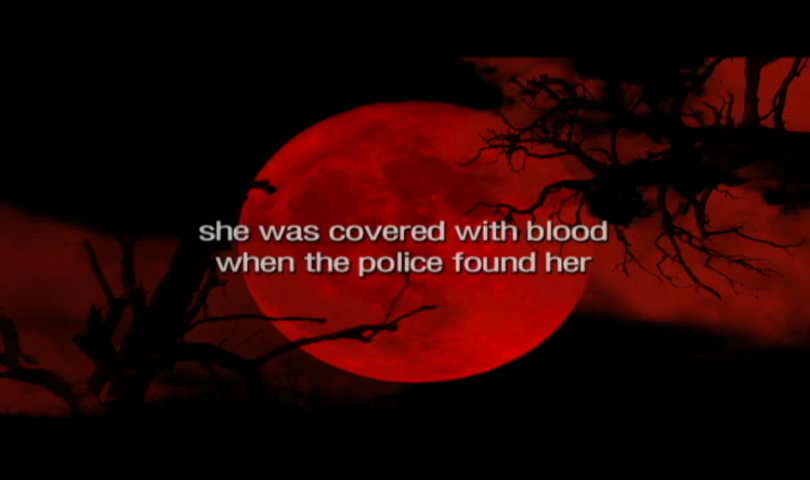 she was covered with blood
when the police found her